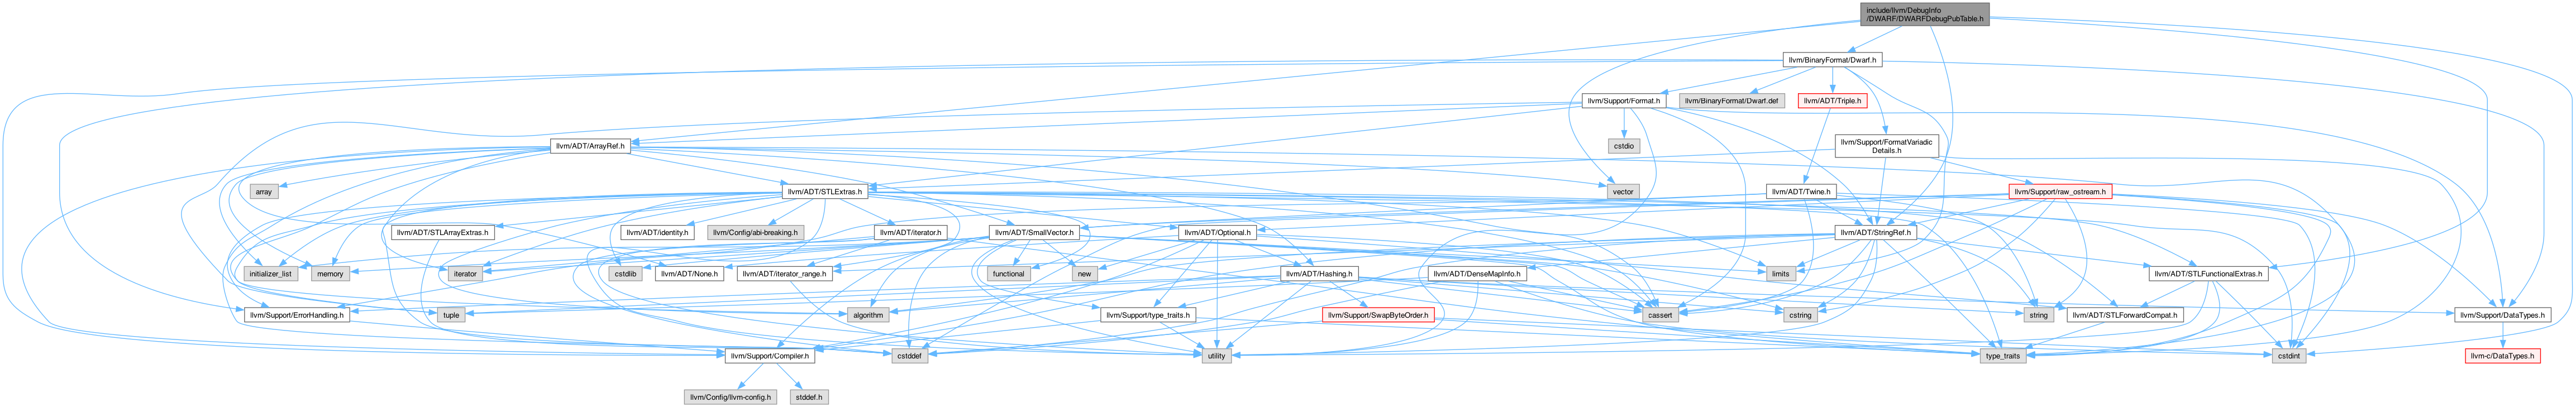 include/llvm/DebugInfo
/DWARF/DWARFDebugPubTable.h
llvm/BinaryFormat/Dwarf.h
llvm/Support/Format.h
llvm/BinaryFormat/Dwarf.def
llvm/ADT/Triple.h
llvm/ADT/ArrayRef.h
cstdio
llvm/Support/FormatVariadic
Details.h
array
llvm/ADT/STLExtras.h
vector
llvm/ADT/Twine.h
llvm/Support/raw_ostream.h
llvm/ADT/STLArrayExtras.h
llvm/ADT/identity.h
llvm/Config/abi-breaking.h
llvm/ADT/iterator.h
llvm/ADT/SmallVector.h
llvm/ADT/Optional.h
llvm/ADT/StringRef.h
initializer_list
memory
iterator
cstdlib
llvm/ADT/None.h
llvm/ADT/iterator_range.h
functional
new
llvm/ADT/Hashing.h
llvm/ADT/DenseMapInfo.h
limits
llvm/ADT/STLFunctionalExtras.h
llvm/Support/ErrorHandling.h
tuple
algorithm
llvm/Support/type_traits.h
llvm/Support/SwapByteOrder.h
cassert
cstring
string
llvm/ADT/STLForwardCompat.h
llvm/Support/DataTypes.h
llvm/Support/Compiler.h
cstddef
utility
type_traits
cstdint
llvm-c/DataTypes.h
llvm/Config/llvm-config.h
stddef.h